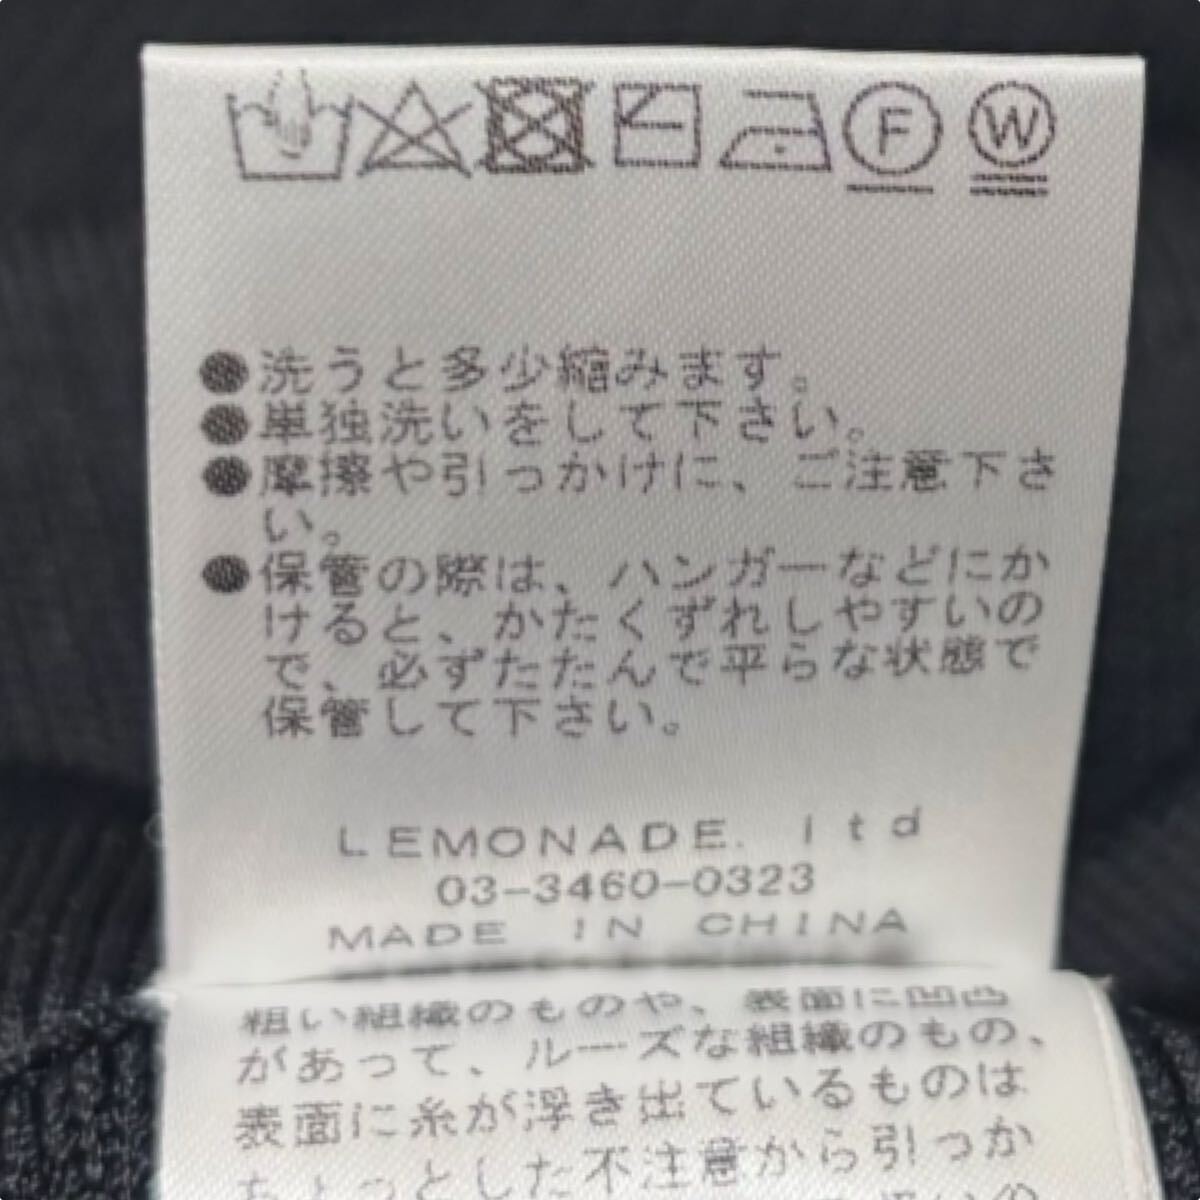 F W
●洗うと多少縮みます。
●単独洗いをして下さい。
●摩擦や引っかけに、ご注意下さ
い。
●保管の際は、ハンガーなどにか
けると、かたくずれしやすいの
で、必ずたたんで平らな状態で
保管して下さい。
LEMONADE. ltd
03-3460-0323
MADE IN CHINA
粗い組織のものや、表面に凹凸
があって、ルーズな組織のもの、
表面に糸が浮き出ているものは
ちょっとした不注意から引っか